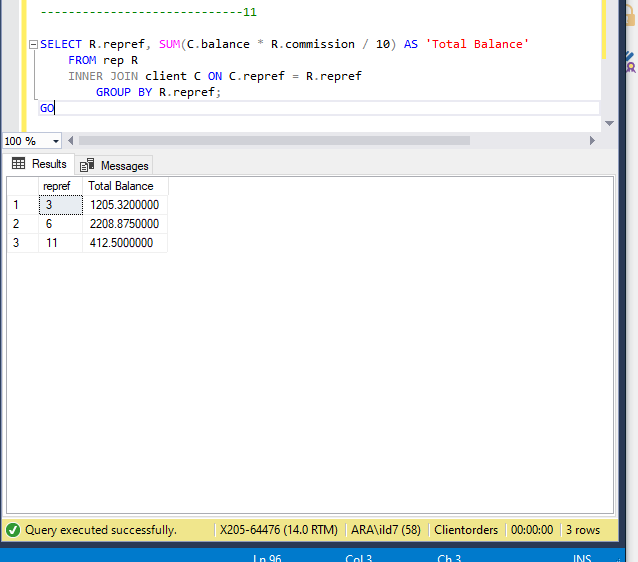 -----------------------------11
SELECT R.repref, SUM(C.balance * R.commission / 10) AS 'Total Balance'
FROM rep R
INNER JOIN client C ON C.repref = R.repref
GROUP BY R.repref;
GO
100 %
Results Messages
repref Total Balance
1 3 1205.3200000
2 6 2208.8750000
3 11 412.5000000
Query executed successfully. X205-64476 (14.0 RTM) ARA\ild7 (58) Clientorders 00:00:00 3 rows
Ln 96 Col 3 Ch 3 INS